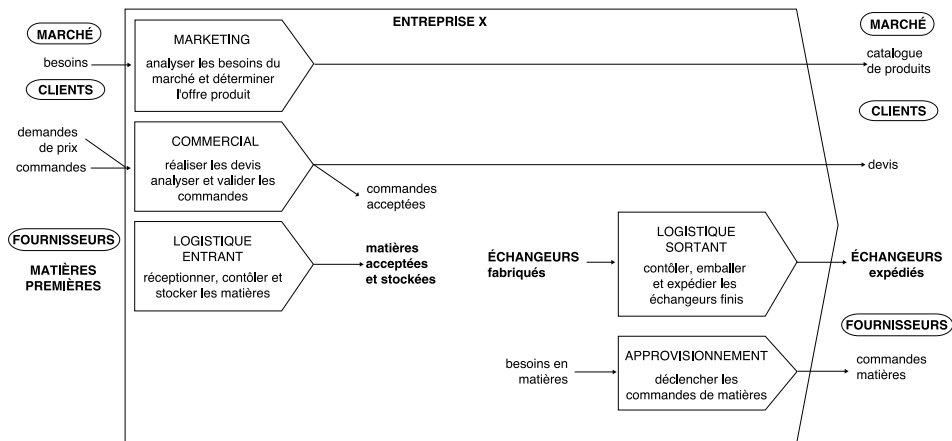 ENTREPRISE X
MARCHÉ
besoins
CLIENTS
demandes
de prix
commandes
FOURNISSEURS
MATIÈRES
PREMIÈRES
MARKETING
analyser les besoins du
marché et déterminer
l'offre produit
COMMERCIAL
réaliser les devis
analyser et valider les
commandes
commandes
acceptées
LOGISTIQUE
ENTRANT
réceptionner, contôler et
stocker les matières
matières
acceptées
et stockées
ÉCHANGEURS
fabriqués
LOGISTIQUE
SORTANT
contôler, emballer
et expédier les
échangeurs finis
besoins en
matières
APPROVISIONNEMENT
déclencher les
commandes de matières
MARCHÉ
catalogue
de produits
CLIENTS
devis
ÉCHANGEURS
expédiés
FOURNISSEURS
commandes
matières